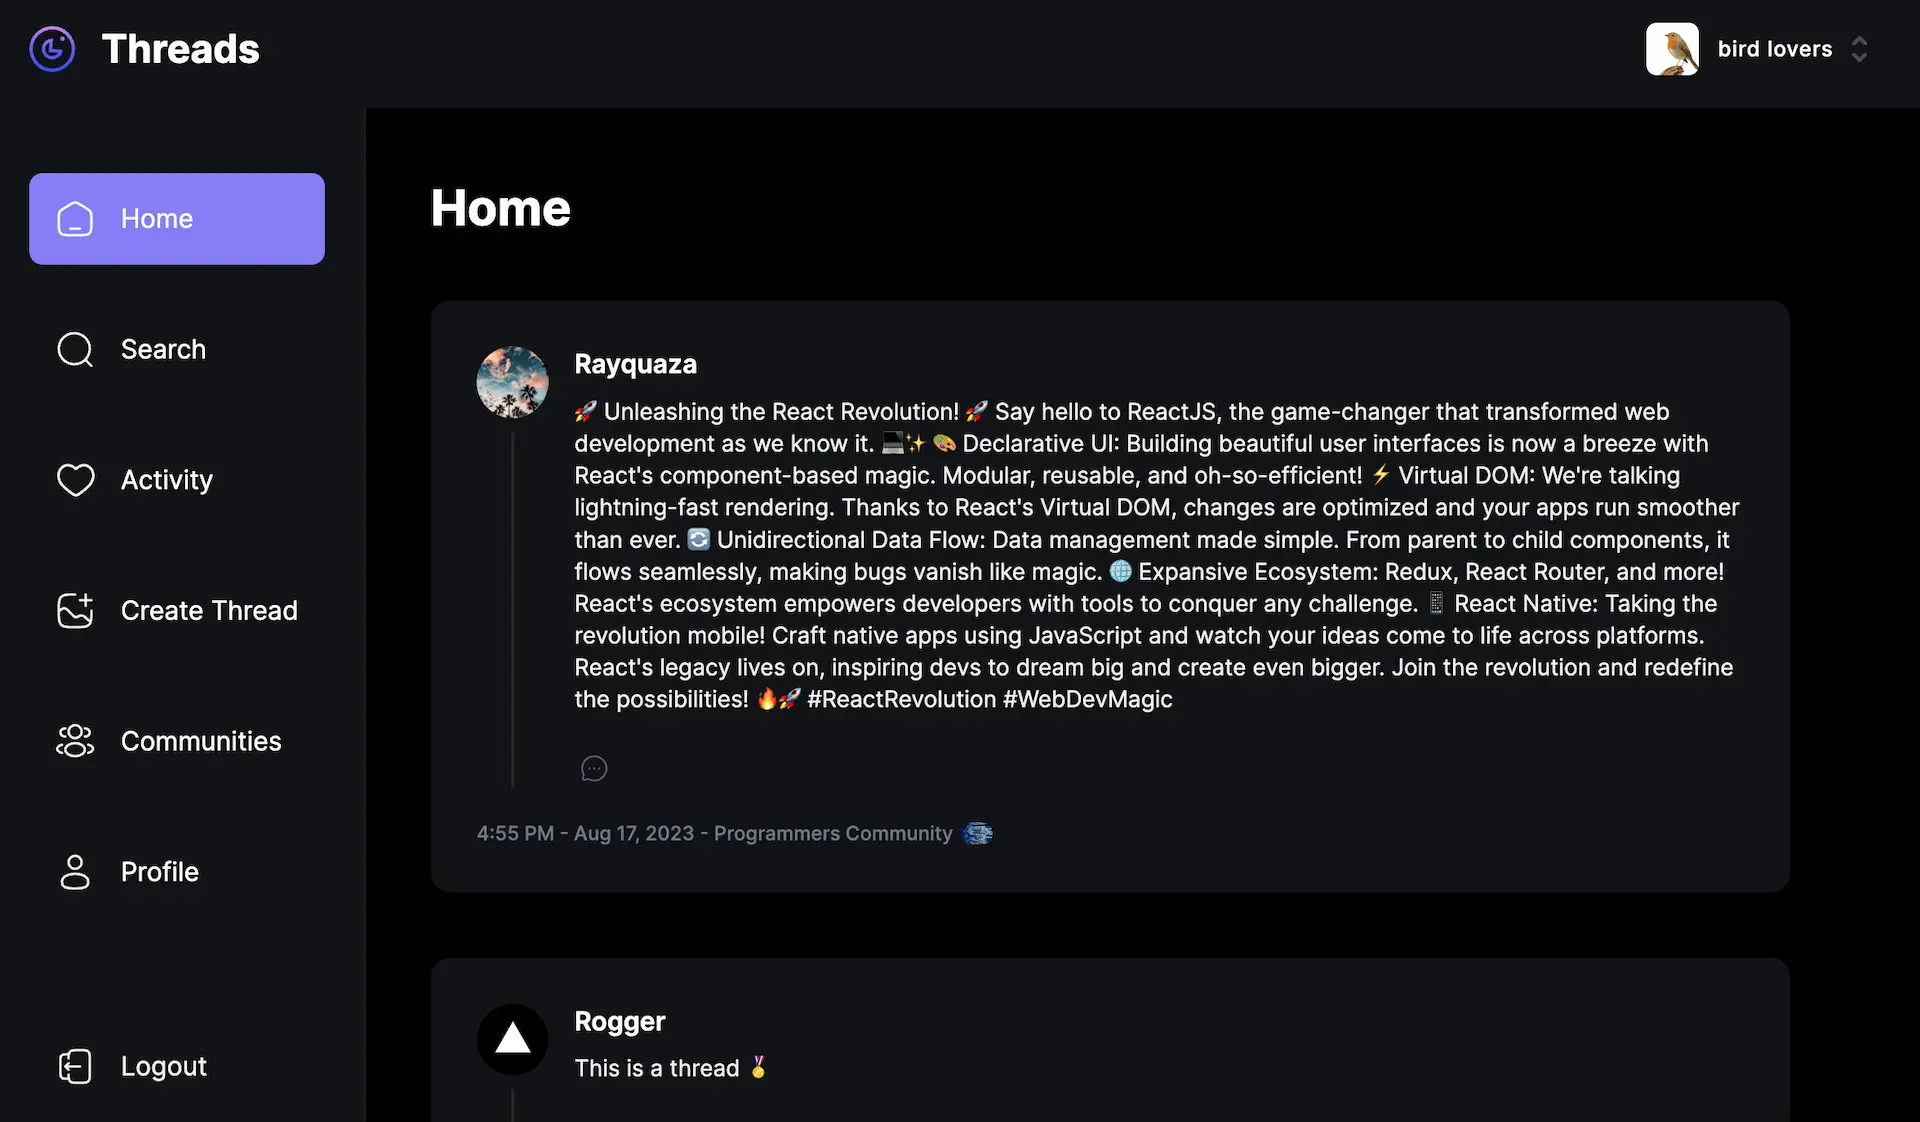 Threads
bird lovers
Home
Search
Activity
Create Thread
Communities
Profile
Logout
Home
Rayquaza
🚀 Unleashing the React Revolution! 🚀 Say hello to ReactJS, the game-changer that transformed web
development as we know it. 💻✨ 🎨 Declarative UI: Building beautiful user interfaces is now a breeze with
React's component-based magic. Modular, reusable, and oh-so-efficient! ⚡ Virtual DOM: We're talking
lightning-fast rendering. Thanks to React's Virtual DOM, changes are optimized and your apps run smoother
than ever. 🔄 Unidirectional Data Flow: Data management made simple. From parent to child components, it
flows seamlessly, making bugs vanish like magic. 🌐 Expansive Ecosystem: Redux, React Router, and more!
React's ecosystem empowers developers with tools to conquer any challenge. 📱 React Native: Taking the
revolution mobile! Craft native apps using JavaScript and watch your ideas come to life across platforms.
React's legacy lives on, inspiring devs to dream big and create even bigger. Join the revolution and redefine
the possibilities! 🔥🚀 #ReactRevolution #WebDevMagic
4:55 PM - Aug 17, 2023 - Programmers Community
Rogger
This is a thread 🏅